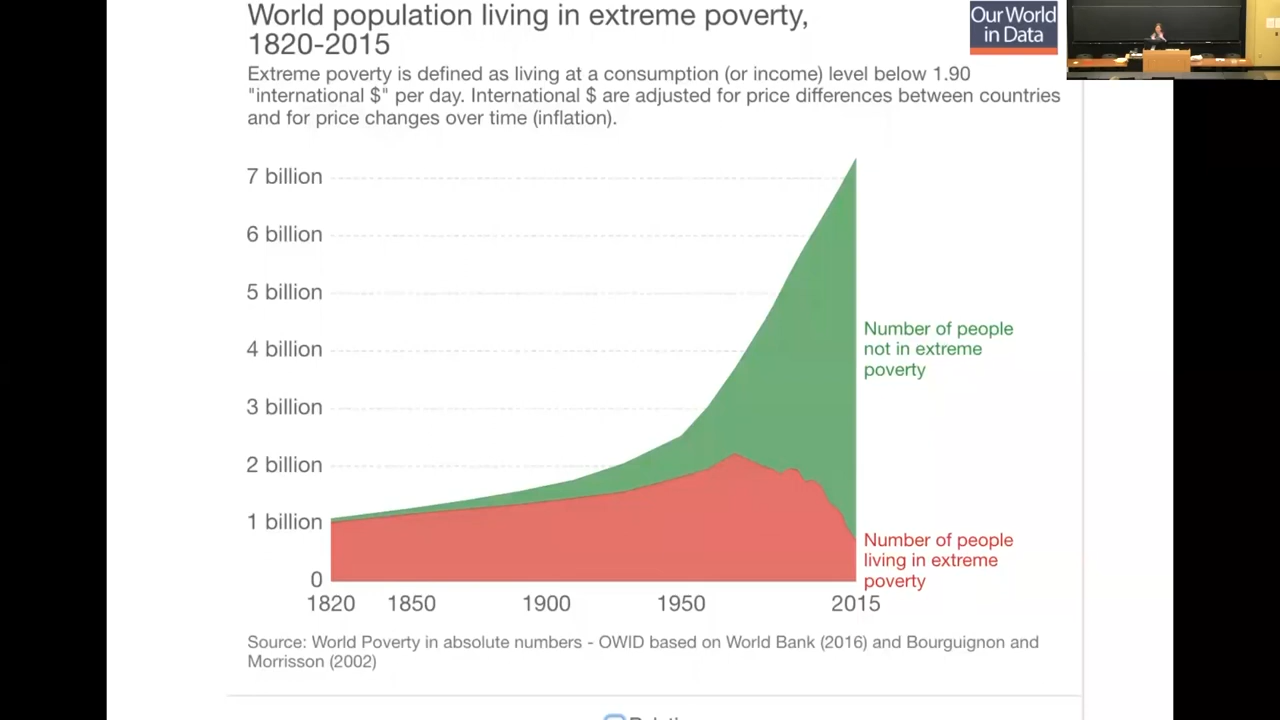 World population living in extreme poverty,
1820-2015
Our World
in Data
Extreme poverty is defined as living at a consumption (or income) level below 1.90
"international $" per day. International $ are adjusted for price differences between countries
and for price changes over time (inflation).
7 billion
6 billion
5 billion
4 billion
3 billion
2 billion
1 billion
0
1820
1850
1900
1950
2015
Number of people
not in extreme
poverty
Number of people
living in extreme
poverty
Source: World Poverty in absolute numbers - OWID based on World Bank (2016) and Bourguignon and
Morrisson (2002)